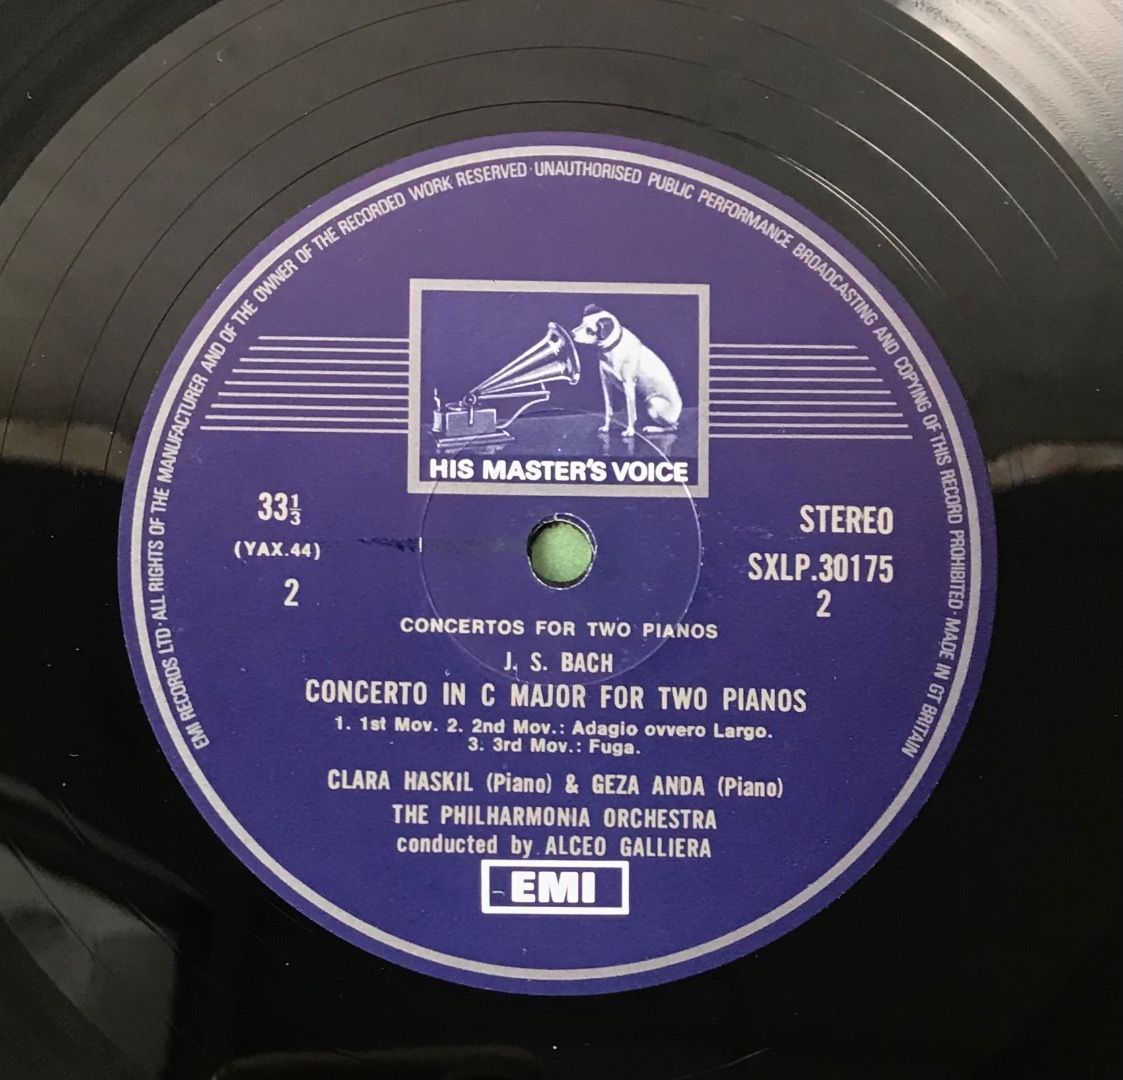 EMI RECORDS LTD · ALL RIGHTS OF THE MANUFACTURER AND OF THE OWNER OF THE RECORDED WORK RESERVED · UNAUTHORISED PUBLIC PERFORMANCE BROADCASTING AND COPYING OF THIS RECORD PROHIBITED · MADE IN GT BRITAIN
HIS MASTER'S VOICE
33⅓ STEREO
(YAX.44) SXLP.30175
2 2
CONCERTOS FOR TWO PIANOS
J. S. BACH
CONCERTO IN C MAJOR FOR TWO PIANOS
1. 1st Mov. 2. 2nd Mov.: Adagio ovvero Largo.
3. 3rd Mov.: Fuga.
CLARA HASKIL (Piano) & GEZA ANDA (Piano)
THE PHILHARMONIA ORCHESTRA
conducted by ALCEO GALLIERA
EMI